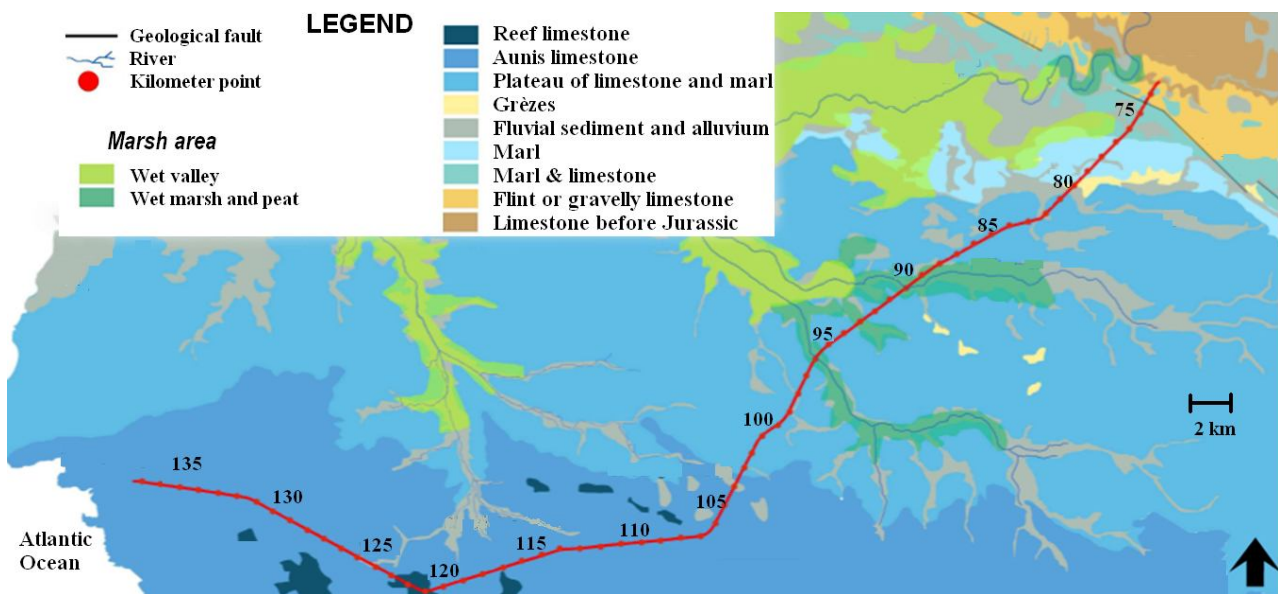 LEGEND
Geological fault
River
Kilometer point
Marsh area
Wet valley
Wet marsh and peat
Reef limestone
Aunis limestone
Plateau of limestone and marl
Grèzes
Fluvial sediment and alluvium
Marl
Marl & limestone
Flint or gravelly limestone
Limestone before Jurassic
75
80
85
90
95
100
105
110
115
120
125
130
135
2 km
Atlantic
Ocean